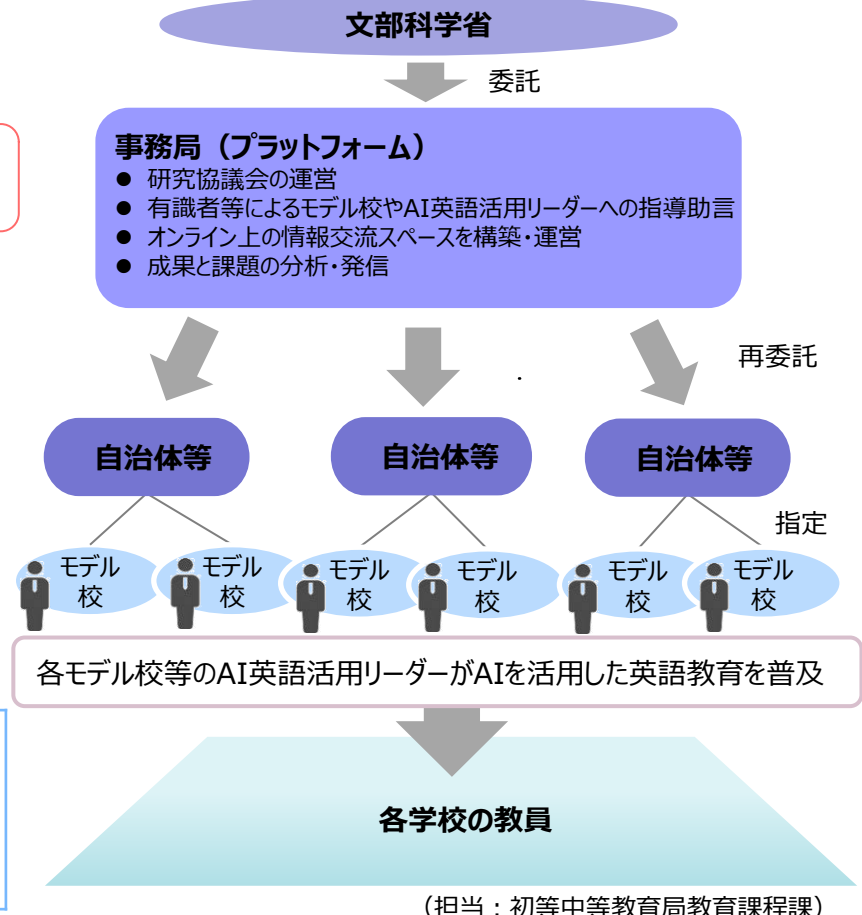 文部科学省
委託
事務局（プラットフォーム）
● 研究協議会の運営
● 有識者等によるモデル校やAI英語活用リーダーへの指導助言
● オンライン上の情報交流スペースを構築・運営
● 成果と課題の分析・発信
再委託
.
自治体等
自治体等
自治体等
指定
モデル
校
モデル
校
モデル
校
モデル
校
モデル
校
モデル
校
各モデル校等のAI英語活用リーダーがAIを活用した英語教育を普及
各学校の教員
（担当：初等中等教育局教育課程課）